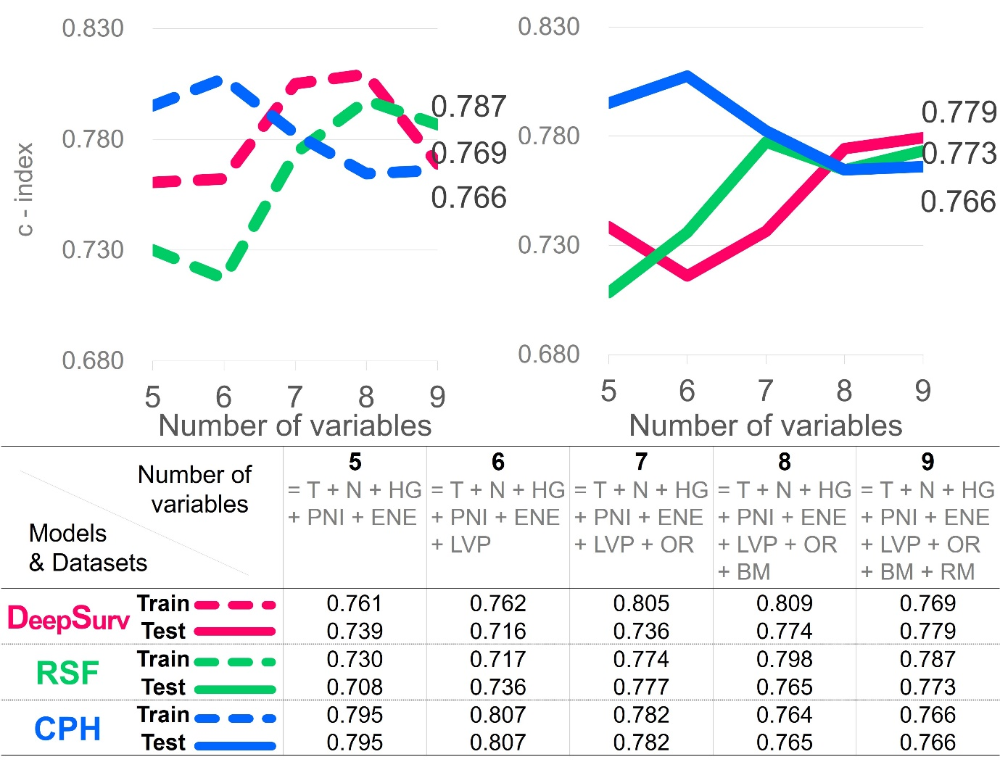 0.830
0.780
0.730
0.680
c - index
5 6 7 8 9
Number of variables
0.787
0.769
0.766
0.830
0.780
0.730
0.680
5 6 7 8 9
Number of variables
0.779
0.773
0.766
Number of
variables
Models
& Datasets
5
= T + N + HG
+ PNI + ENE
6
= T + N + HG
+ PNI + ENE
+ LVP
7
= T + N + HG
+ PNI + ENE
+ LVP + OR
8
= T + N + HG
+ PNI + ENE
+ LVP + OR
+ BM
9
= T + N + HG
+ PNI + ENE
+ LVP + OR
+ BM + RM
DeepSurv
Train 0.761 0.762 0.805 0.809 0.769
Test 0.739 0.716 0.736 0.774 0.779
RSF
Train 0.730 0.717 0.774 0.798 0.787
Test 0.708 0.736 0.777 0.765 0.773
CPH
Train 0.795 0.807 0.782 0.764 0.766
Test 0.795 0.807 0.782 0.765 0.766